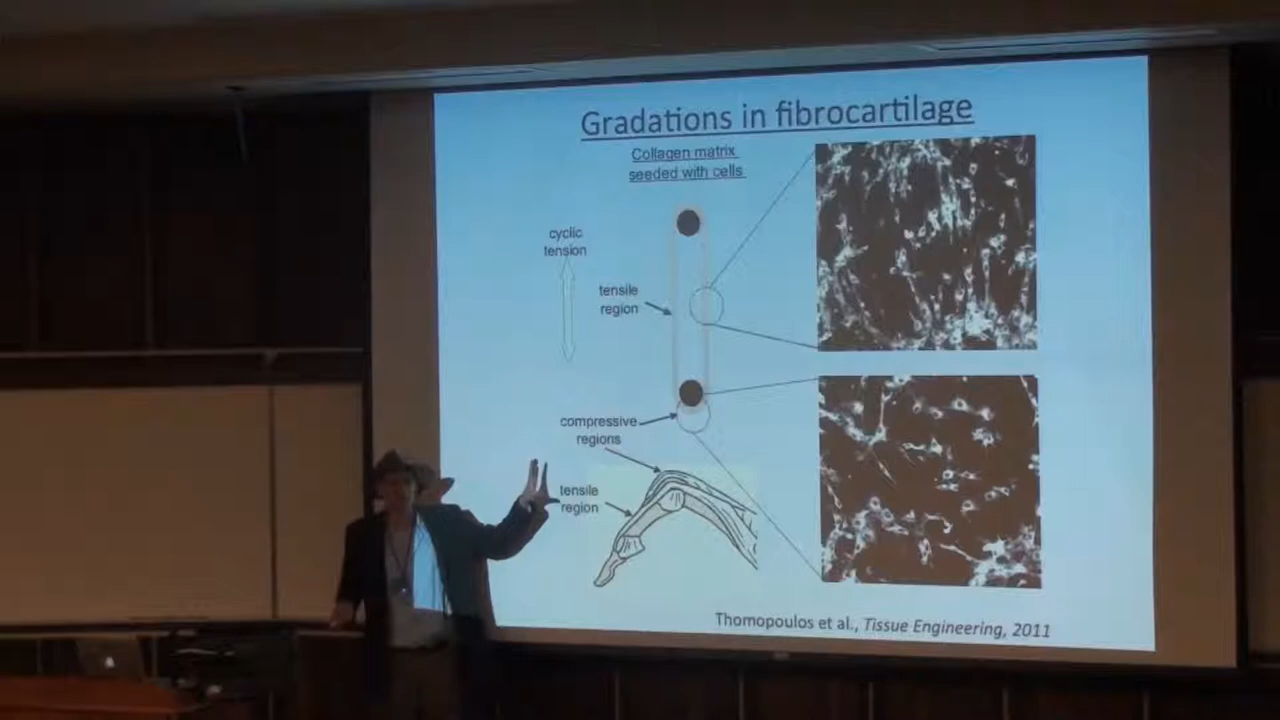 Gradations in fibrocartilage
Collagen matrix
seeded with cells
cyclic
tension
tensile
region
compressive
regions
tensile
region
Thomopoulos et al., Tissue Engineering, 2011